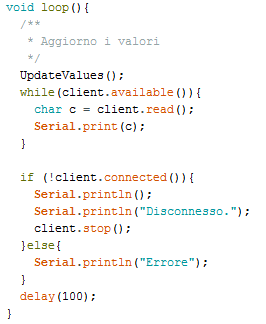 void loop(){
  /**
   * Aggiorno i valori
   */
  UpdateValues();
  while(client.available()){
    char c = client.read();
    Serial.print(c);
  }

  if (!client.connected()){
    Serial.println();
    Serial.println("Disconnesso.");
    client.stop();
  }else{
    Serial.println("Errore");
  }
  delay(100);
}